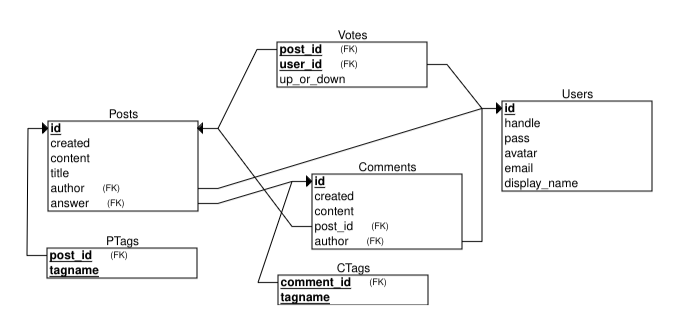 Votes
post_id (FK)
user_id (FK)
up_or_down
Users
id
handle
pass
avatar
email
display_name
Posts
id
created
content
title
author (FK)
answer (FK)
Comments
id
created
content
post_id (FK)
author (FK)
PTags
post_id (FK)
tagname
CTags
comment_id (FK)
tagname